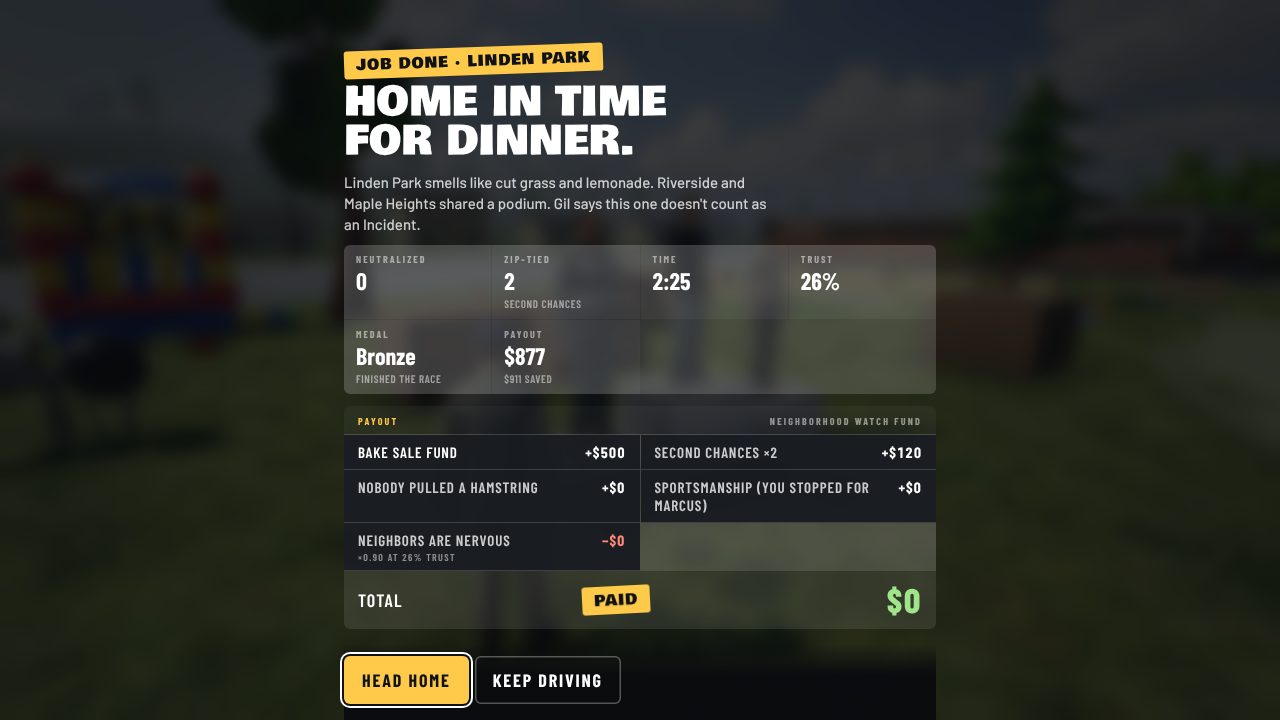 JOB DONE · LINDEN PARK
HOME IN TIME
FOR DINNER.
Linden Park smells like cut grass and lemonade. Riverside and
Maple Heights shared a podium. Gil says this one doesn't count as
an Incident.
NEUTRALIZED
0
ZIP-TIED
2
SECOND CHANCES
TIME
2:25
TRUST
26%
MEDAL
Bronze
FINISHED THE RACE
PAYOUT
$877
$911 SAVED
PAYOUT
NEIGHBORHOOD WATCH FUND
BAKE SALE FUND +$500
SECOND CHANCES ×2 +$120
NOBODY PULLED A HAMSTRING +$0
SPORTSMANSHIP (YOU STOPPED FOR +$0
MARCUS)
NEIGHBORS ARE NERVOUS −$0
×0.90 AT 26% TRUST
TOTAL PAID $0
HEAD HOME
KEEP DRIVING